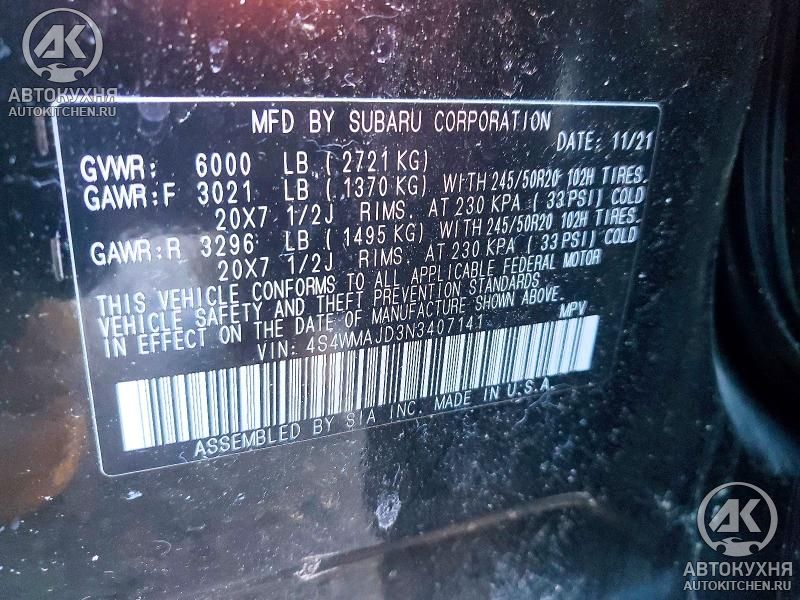 АВТОКУХНЯ
AUTOKITCHEN.RU
MFD BY SUBARU CORPORATION
DATE: 11/21
GVWR: 6000 LB ( 2721 KG)
GAWR:F 3021 LB ( 1370 KG) WITH 245/50R20 102H TIRES.
20X7 1/2J RIMS. AT 230 KPA ( 33 PSI) COLD
GAWR:R 3296 LB ( 1495 KG) WITH 245/50R20 102H TIRES.
20X7 1/2J RIMS. AT 230 KPA ( 33 PSI) COLD
THIS VEHICLE CONFORMS TO ALL APPLICABLE FEDERAL MOTOR
VEHICLE SAFETY AND THEFT PREVENTION STANDARDS
IN EFFECT ON THE DATE OF MANUFACTURE SHOWN ABOVE.
VIN: 4S4WMAJD3N3407141 MPV
ASSEMBLED BY SIA INC. MADE IN U.S.A
АВТОКУХНЯ
AUTOKITCHEN.RU